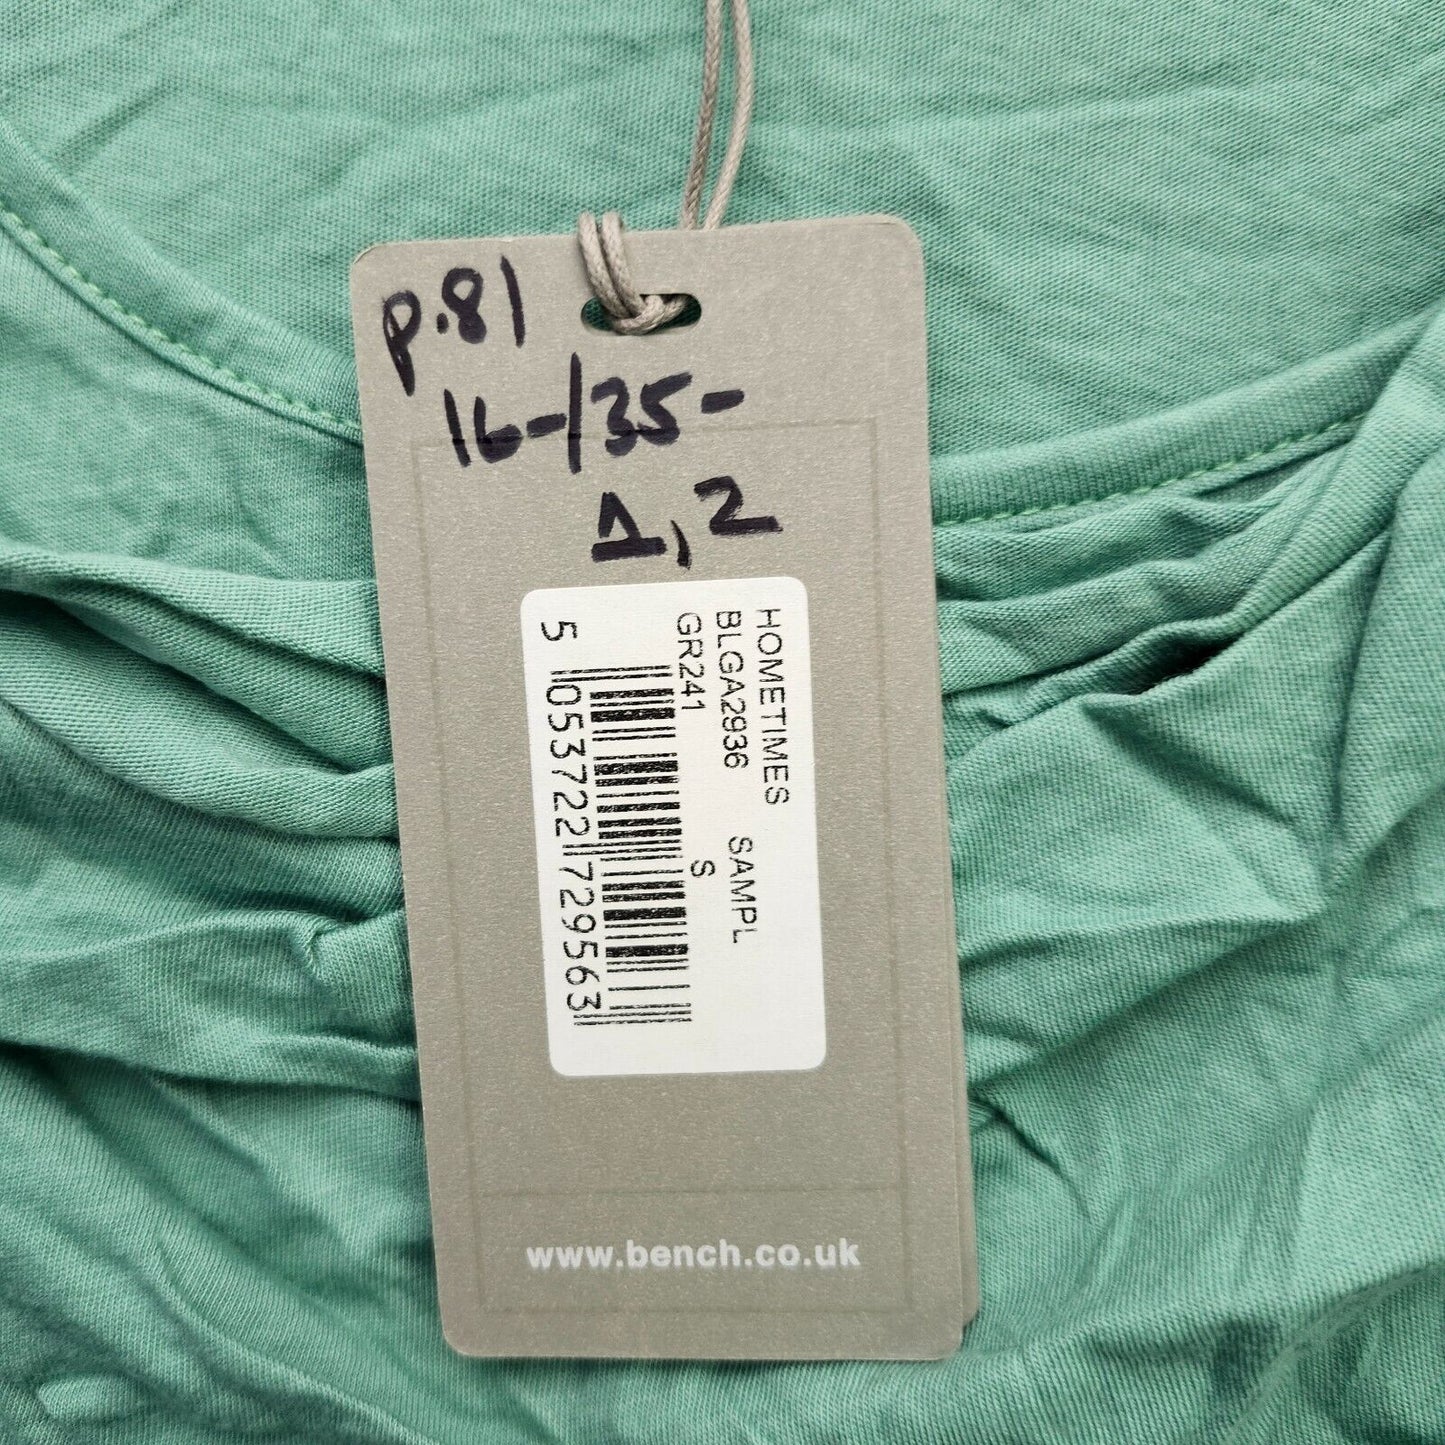 p.81
16-/35-
1,2
HOMETIMES SAMPL
BLGA2936
GR241 S
5 053722 729563
www.bench.co.uk